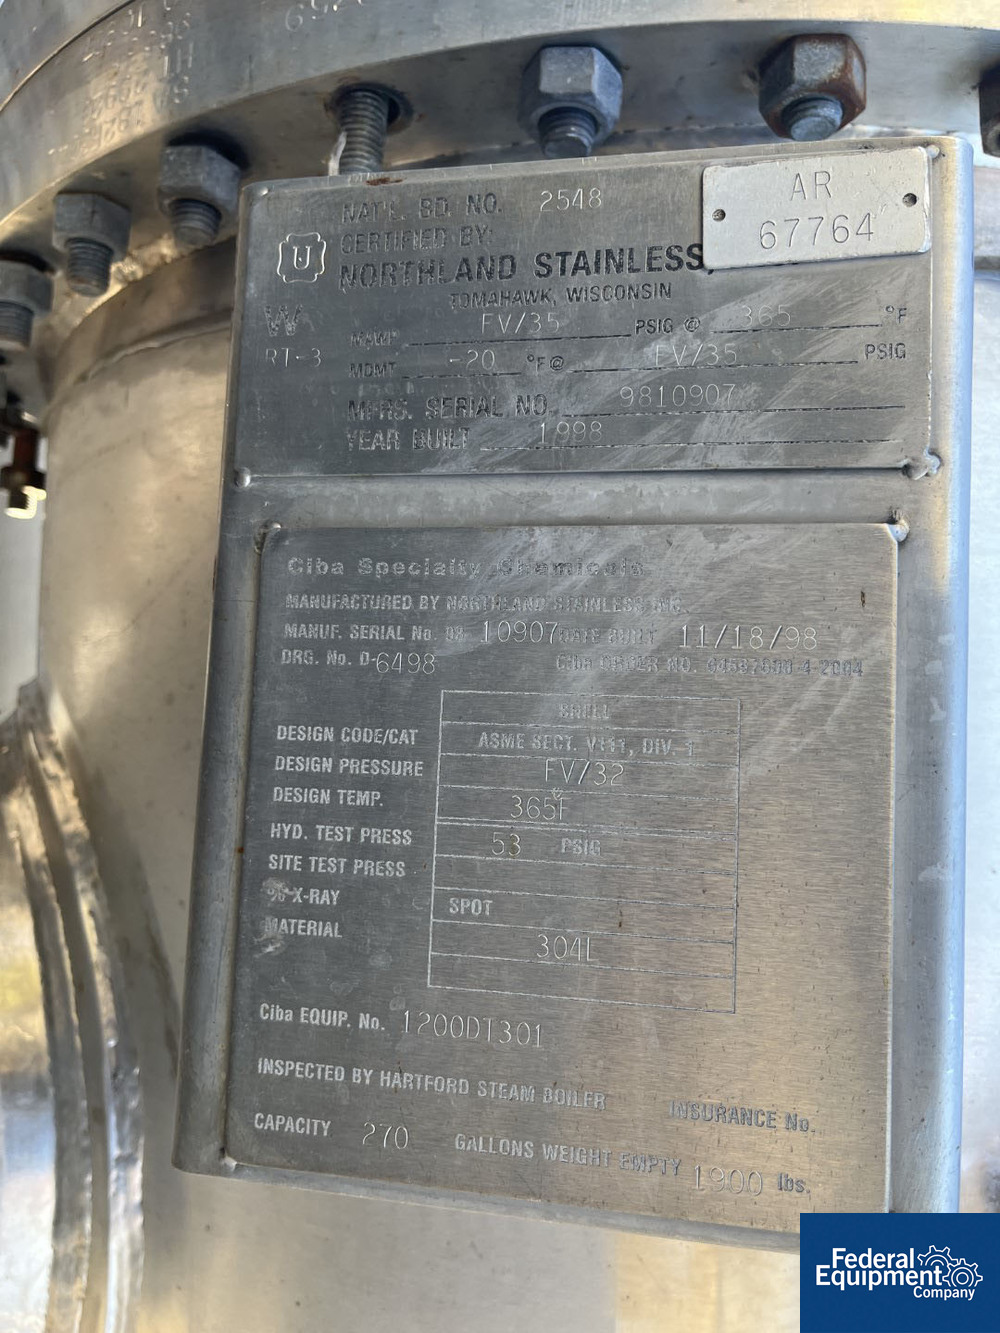 NAT'L. BD. NO. 2548
AR
67764
U
CERTIFIED BY:
NORTHLAND STAINLESS,
TOMAHAWK, WISCONSIN
W
RT-3
MAWP FV/35 PSIG @ 365 °F
MDMT -20 °F@ FV/35 PSIG
MFRS. SERIAL NO. 9810907
YEAR BUILT 1998
Ciba Specialty Chemicals
MANUFACTURED BY NORTHLAND STAINLESS INC.
MANUF. SERIAL No. 98 10907 DATE BUILT 11/18/98
DRG. No. D-6498 Ciba ORDER NO.
SHELL
DESIGN CODE/CAT ASME SECT. V111, DIV. 1
DESIGN PRESSURE FV/32
DESIGN TEMP. 365F
HYD. TEST PRESS 53 PSIG
SITE TEST PRESS
% X-RAY SPOT
MATERIAL 304L
Ciba EQUIP. No. 1200DT301
INSPECTED BY HARTFORD STEAM BOILER INSURANCE No.
CAPACITY 270 GALLONS WEIGHT EMPTY 1900 lbs.
Federal
Equipment
Company